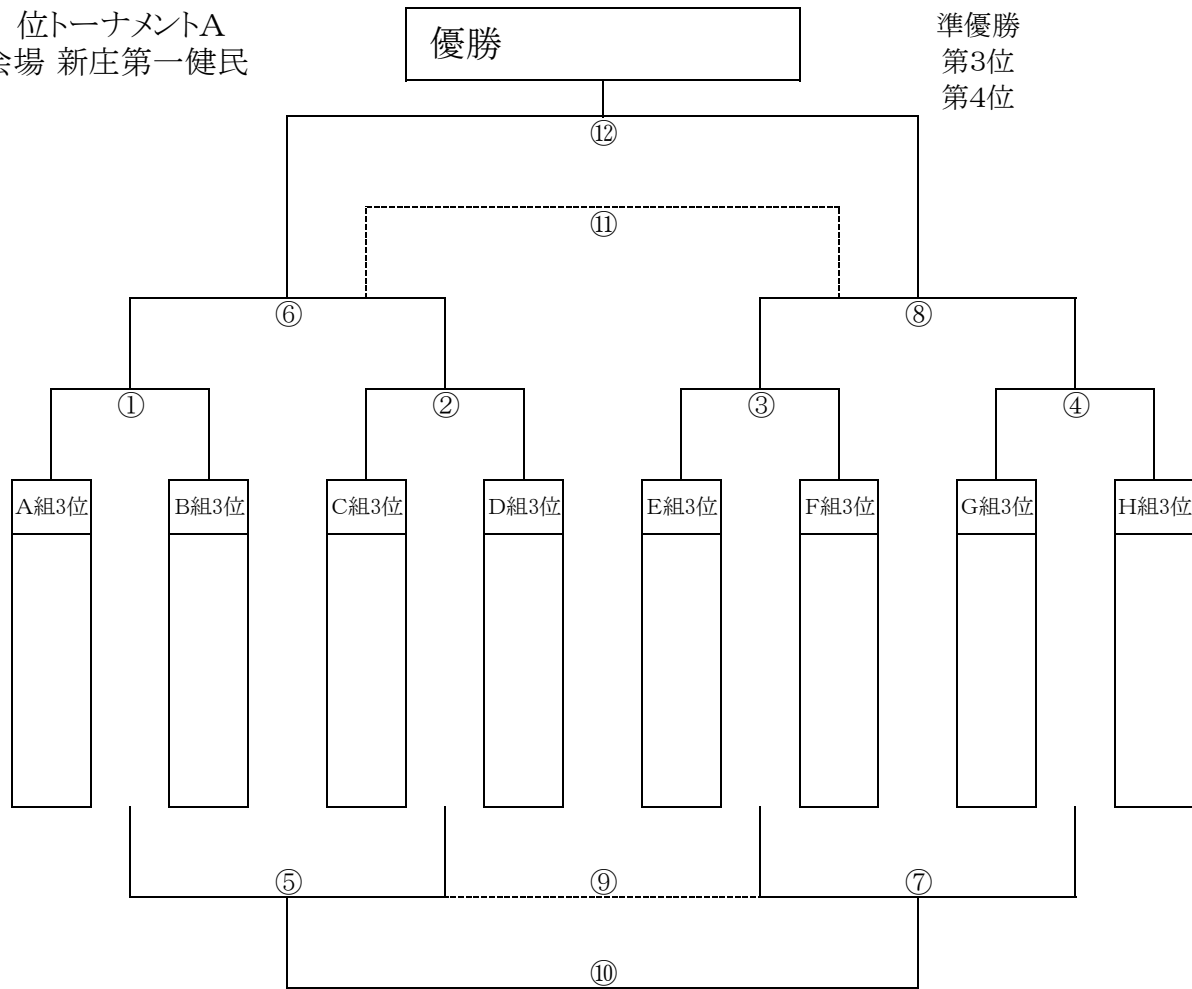 位トーナメントA
会場 新庄第一健民
優勝
準優勝
第3位
第4位
⑫
⑪
⑥
⑧
①
②
③
④
A組3位
B組3位
C組3位
D組3位
E組3位
F組3位
G組3位
H組3位
⑤
⑨
⑦
⑩